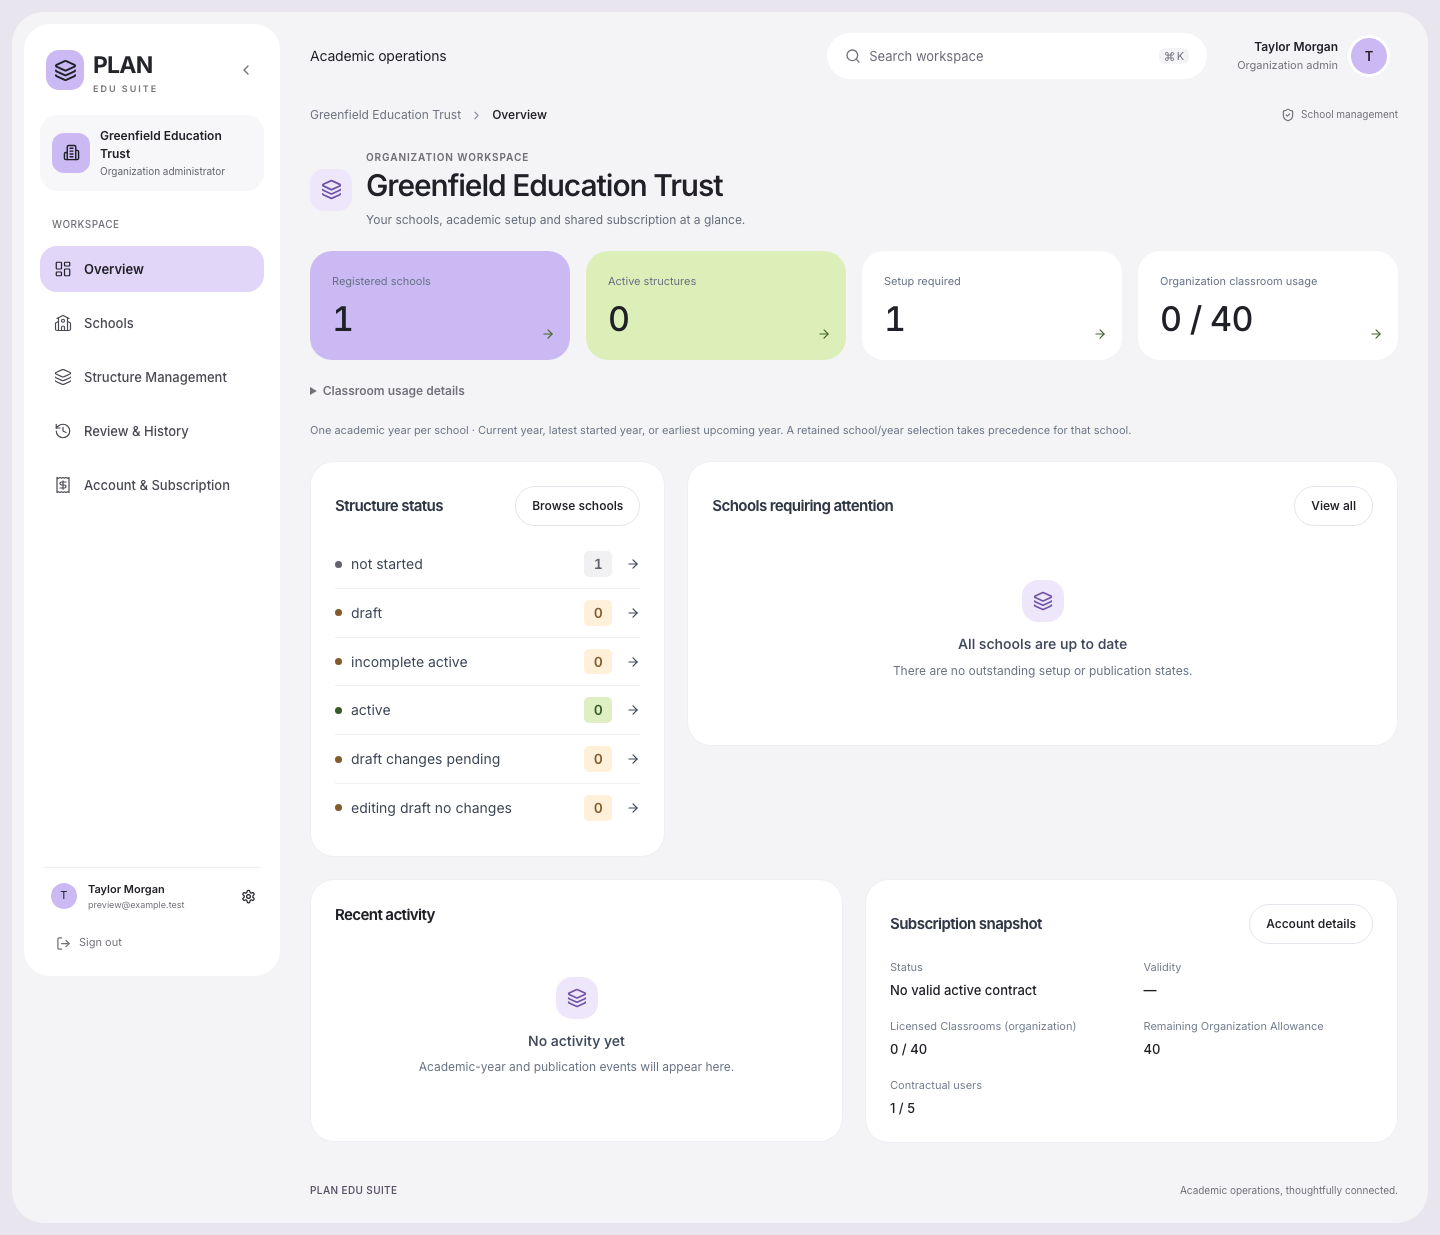 PLAN
EDU SUITE
Greenfield Education
Trust
Organization administrator
WORKSPACE
Overview
Schools
Structure Management
Review & History
Account & Subscription
T
Taylor Morgan
preview@example.test
Sign out
Academic operations
Search workspace
⌘K
Taylor Morgan
Organization admin
T
Greenfield Education Trust
Overview
School management
ORGANIZATION WORKSPACE
Greenfield Education Trust
Your schools, academic setup and shared subscription at a glance.
Registered schools
1
Active structures
0
Setup required
1
Organization classroom usage
0 / 40
Classroom usage details
One academic year per school · Current year, latest started year, or earliest upcoming year. A retained school/year selection takes precedence for that school.
Structure status
Browse schools
not started 1
draft 0
incomplete active 0
active 0
draft changes pending 0
editing draft no changes 0
Schools requiring attention
View all
All schools are up to date
There are no outstanding setup or publication states.
Recent activity
No activity yet
Academic-year and publication events will appear here.
Subscription snapshot
Account details
Status
No valid active contract
Validity
—
Licensed Classrooms (organization)
0 / 40
Remaining Organization Allowance
40
Contractual users
1 / 5
PLAN EDU SUITE
Academic operations, thoughtfully connected.